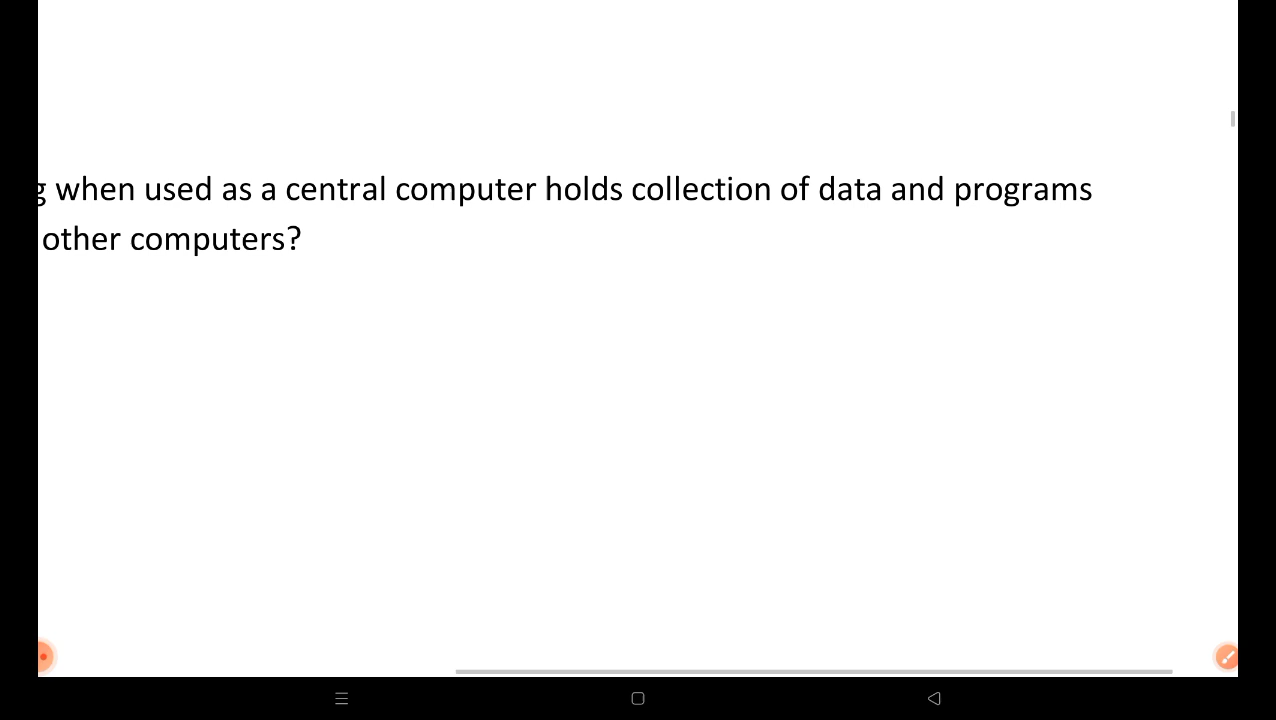 when used as a central computer holds collection of data and programs
other computers?